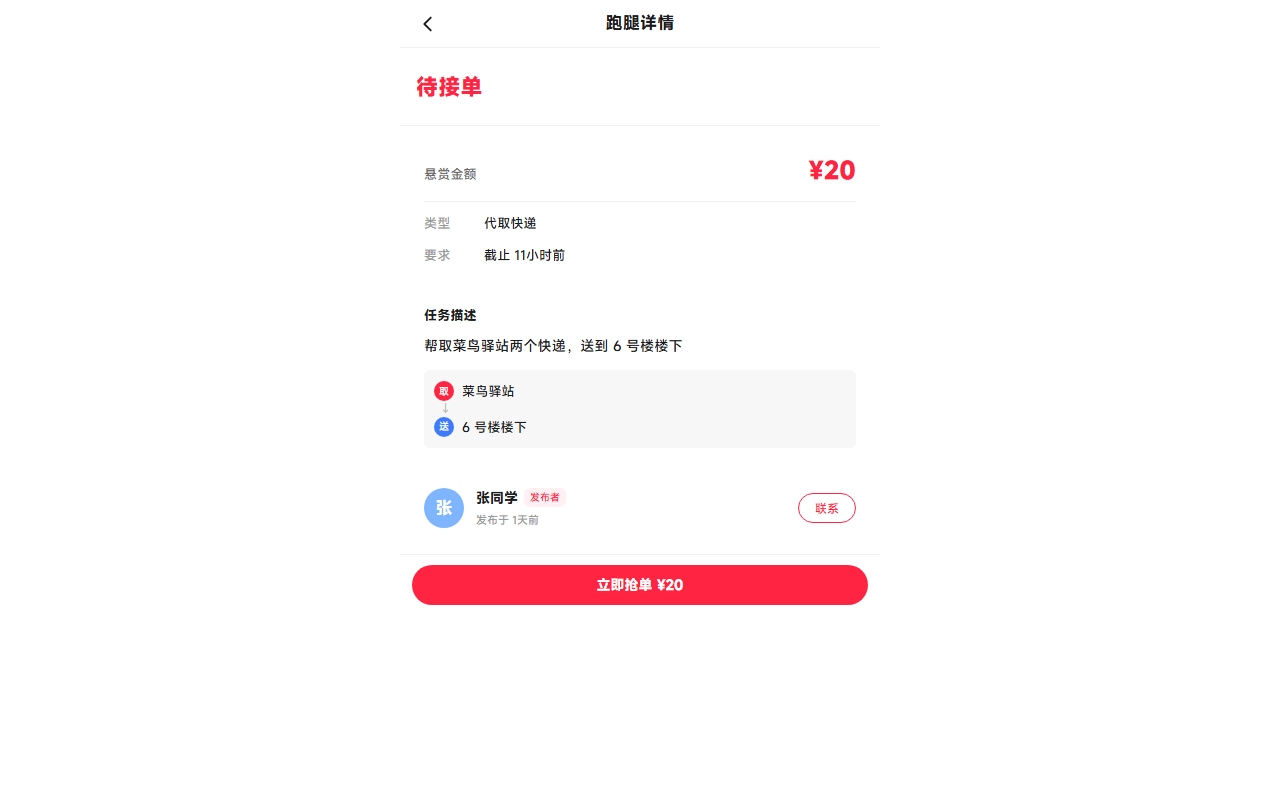 跑腿详情
待接单
悬赏金额 ¥20
类型 代取快递
要求 截止 11小时前
任务描述
帮取菜鸟驿站两个快递，送到 6 号楼楼下
取 菜鸟驿站
↓
送 6 号楼楼下
张 张同学 发布者
发布于 1天前
联系
立即抢单 ¥20